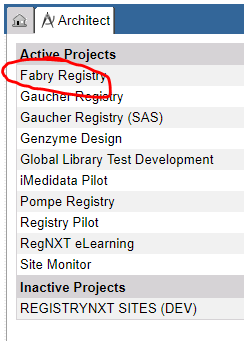 Architect
Active Projects
Fabry Registry
Gaucher Registry
Gaucher Registry (SAS)
Genzyme Design
Global Library Test Development
iMedidata Pilot
Pompe Registry
Registry Pilot
RegNXT eLearning
Site Monitor
Inactive Projects
REGISTRYNXT SITES (DEV)